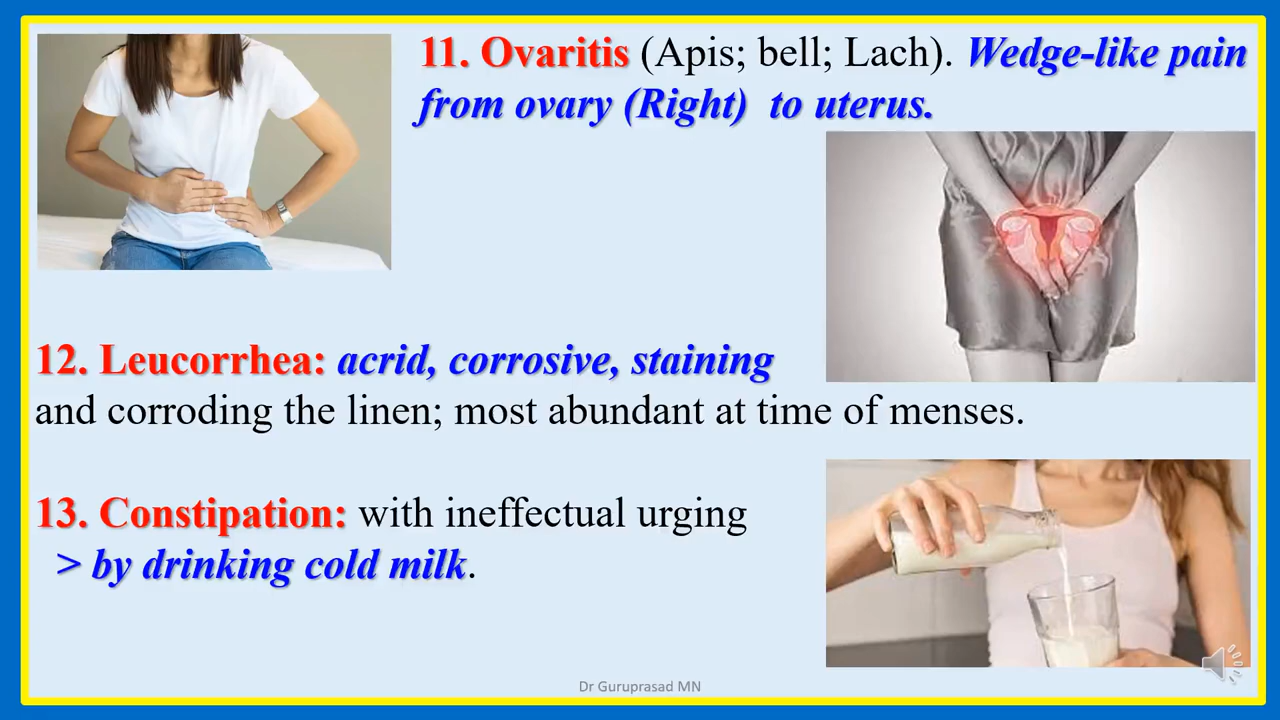 11. Ovaritis (Apis; bell; Lach). Wedge-like pain
from ovary (Right) to uterus.
12. Leucorrhea: acrid, corrosive, staining
and corroding the linen; most abundant at time of menses.
13. Constipation: with ineffectual urging
> by drinking cold milk.
Dr Guruprasad MN